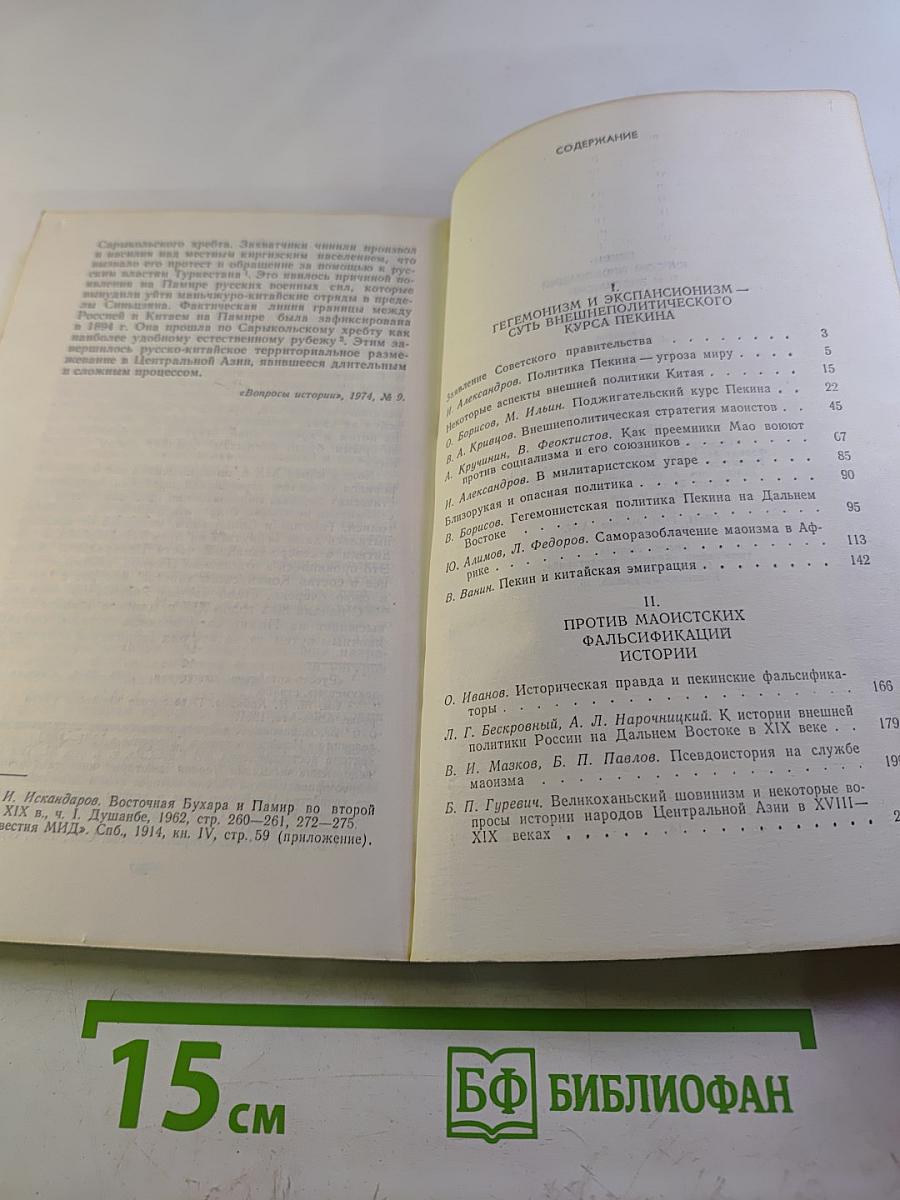 Сарыкольского хребта. Захватчики чинили произвол
и насилия над местным киргизским населением, что
вызвало его протест и обращение за помощью к рус-
ским властям Туркестана ¹. Это явилось причиной по-
явления на Памире русских военных сил, которые
вынудили уйти маньчжуро-китайские отряды в преде-
лы Синьцзяна. Фактическая линия границы между
Россией и Китаем на Памире была зафиксирована
в 1894 г. Она прошла по Сарыкольскому хребту как
наиболее удобному естественному рубежу ². Этим за-
вершилось русско-китайское территориальное разме-
жевание в Центральной Азии, явившееся длительным
и сложным процессом.
«Вопросы истории», 1974, № 9.
И. Искандаров. Восточная Бухара и Памир во второй
XIX в., ч. I. Душанбе, 1962, стр. 260—261, 272—275.
вестия МИД». Спб., 1914, кн. IV, стр. 59 (приложение).
СОДЕРЖАНИЕ
I.
ГЕГЕМОНИЗМ И ЭКСПАНСИОНИЗМ —
СУТЬ ВНЕШНЕПОЛИТИЧЕСКОГО
КУРСА ПЕКИНА
Заявление Советского правительства . . . . . . . . 3
И. Александров. Политика Пекина — угроза миру . . . . 5
Некоторые аспекты внешней политики Китая . . . . . . 15
О. Борисов, М. Ильин. Поджигательский курс Пекина . . 22
В. А. Кривцов. Внешнеполитическая стратегия маоистов . . 45
А. Кручинин, В. Феоктистов. Как преемники Мао воюют
против социализма и его союзников . . . . . . . . 67
И. Александров. В милитаристском угаре . . . . . . . 85
Близорукая и опасная политика . . . . . . . . . . . 90
В. Борисов. Гегемонистская политика Пекина на Дальнем
Востоке . . . . . . . . . . . . . . . . . . 95
Ю. Алимов, Л. Федоров. Саморазоблачение маоизма в Аф-
рике . . . . . . . . . . . . . . . . . . . 113
В. Ванин. Пекин и китайская эмиграция . . . . . . . . 142
II.
ПРОТИВ МАОИСТСКИХ
ФАЛЬСИФИКАЦИЙ
ИСТОРИИ
О. Иванов. Историческая правда и пекинские фальсифика-
торы . . . . . . . . . . . . . . . . . . . 166
Л. Г. Бескровный, А. Л. Нарочницкий. К истории внешней
политики России на Дальнем Востоке в XIX веке . . 179
В. И. Мазков, Б. П. Павлов. Псевдоистория на службе
маоизма . . . . . . . . . . . . . . . . . .
Б. П. Гуревич. Великоханьский шовинизм и некоторые во-
просы истории народов Центральной Азии в XVIII—
XIX веках . . . . . . . . . . . . . . . . .
15 см
БФ БИБЛИОФАН